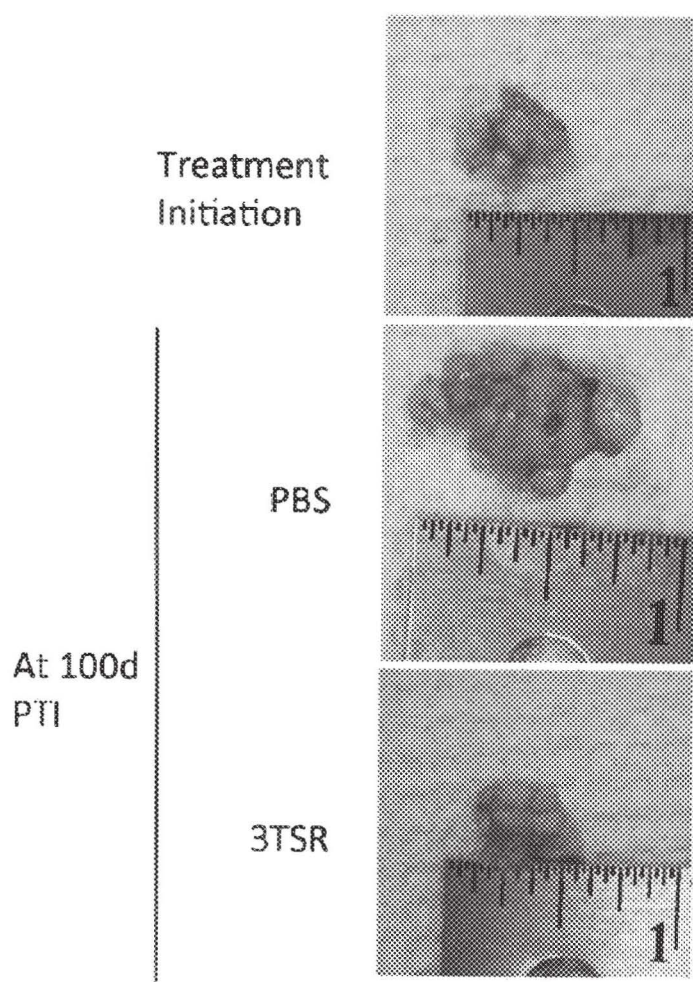 Treatment
Initiation
1
PBS
1
At 100d
PTI
3TSR
1